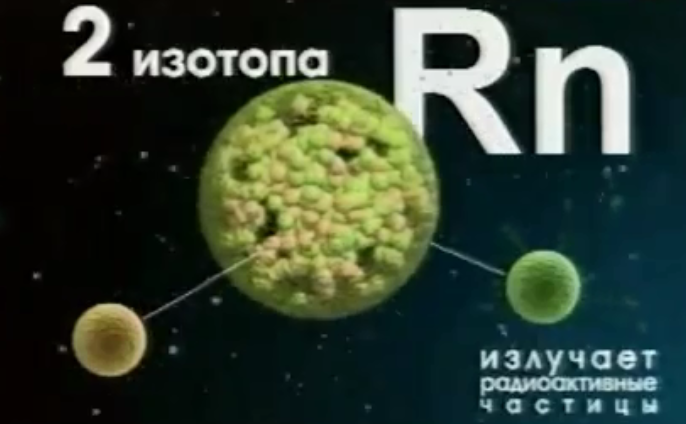 2 изотопа
Rn
излучает
радиоактивные
частицы